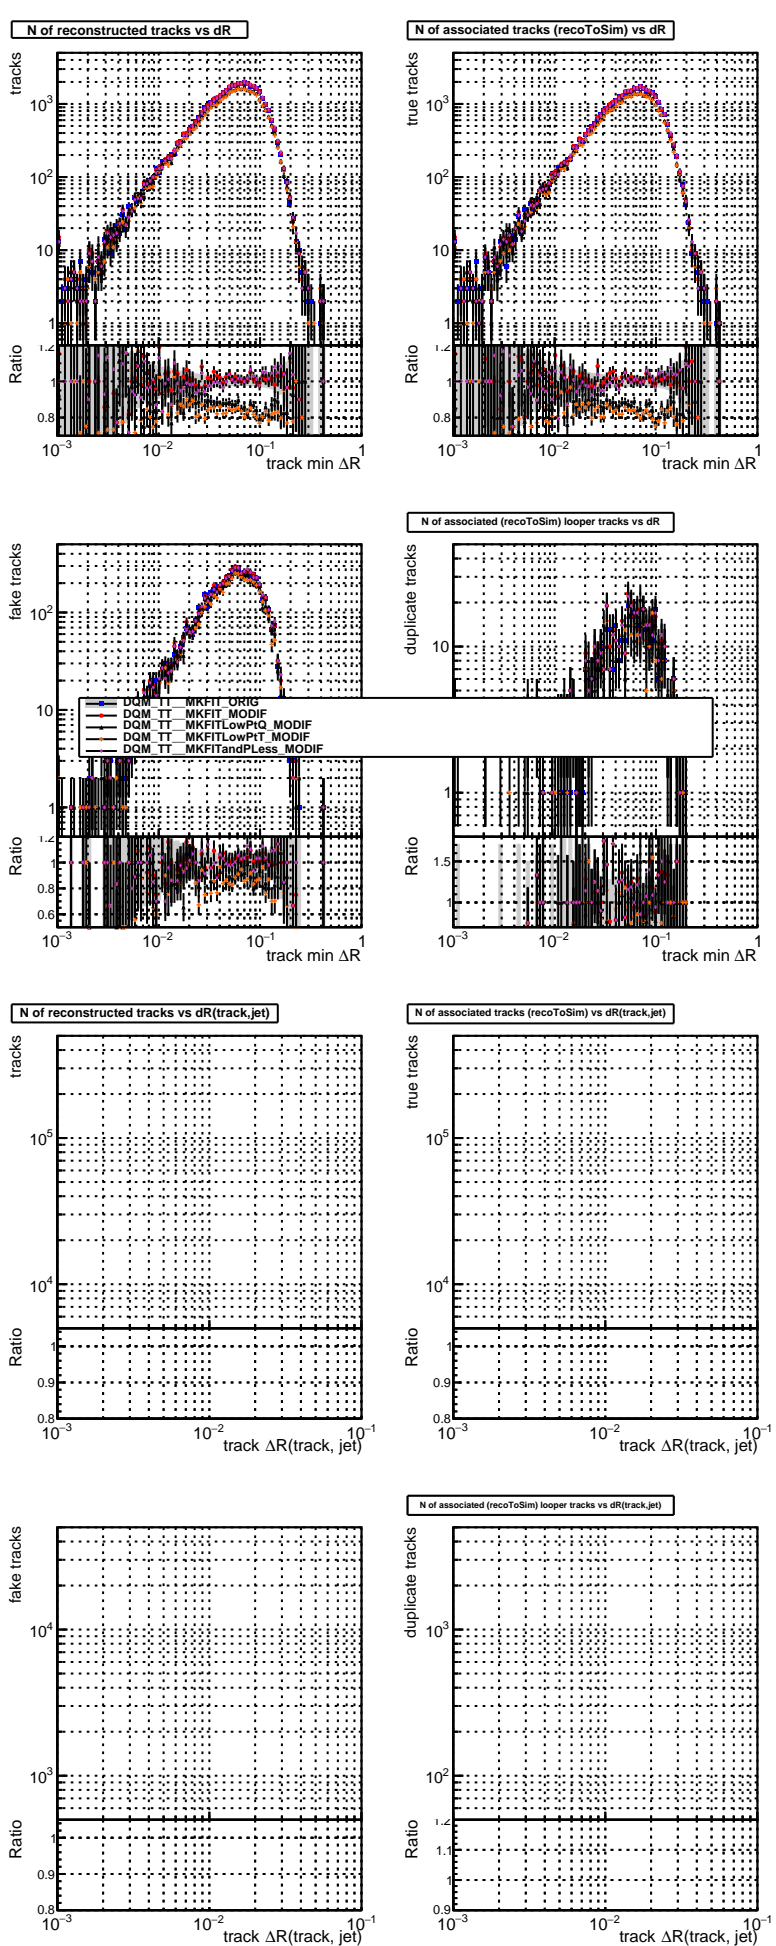 N of reconstructed tracks vs dR
tracks
10³
10²
10
1
1.2
Ratio
1
0.8
10⁻³
10⁻²
10⁻¹
1
track min ΔR
N of associated tracks (recoToSim) vs dR
true tracks
10³
10²
10
1
1.2
Ratio
1
0.8
10⁻³
10⁻²
10⁻¹
1
track min ΔR
fake tracks
10²
10
1
1.2
Ratio
1
0.8
0.6
10⁻³
10⁻²
10⁻¹
1
track min ΔR
N of associated (recoToSim) looper tracks vs dR
duplicate tracks
10
1
Ratio
1.5
1
10⁻³
10⁻²
10⁻¹
1
track min ΔR
DQM_TT__MKFIT_ORIG
DQM_TT__MKFIT_MODIF
DQM_TT__MKFITLowPtQ_MODIF
DQM_TT__MKFITLowPtT_MODIF
DQM_TT__MKFITandPLess_MODIF
N of reconstructed tracks vs dR(track,jet)
tracks
10⁵
10⁴
Ratio
1
0.9
0.8
10⁻³
10⁻²
10⁻¹
track ΔR(track, jet)
N of associated tracks (recoToSim) vs dR(track,jet)
true tracks
10⁵
10⁴
Ratio
1
0.9
0.8
10⁻³
10⁻²
10⁻¹
track ΔR(track, jet)
fake tracks
10⁴
10³
Ratio
1
0.9
0.8
10⁻³
10⁻²
10⁻¹
track ΔR(track, jet)
N of associated (recoToSim) looper tracks vs dR(track,jet)
duplicate tracks
10³
10²
1.2
Ratio
1.1
1
0.9
10⁻³
10⁻²
10⁻¹
track ΔR(track, jet)